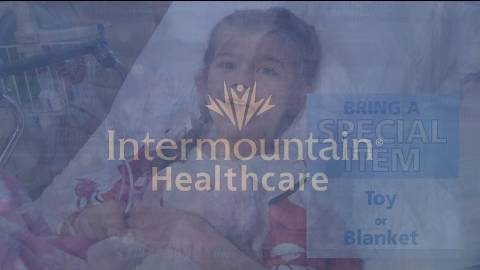 Intermountain®
Healthcare
BRING A
SPECIAL
ITEM
Toy
or
Blanket